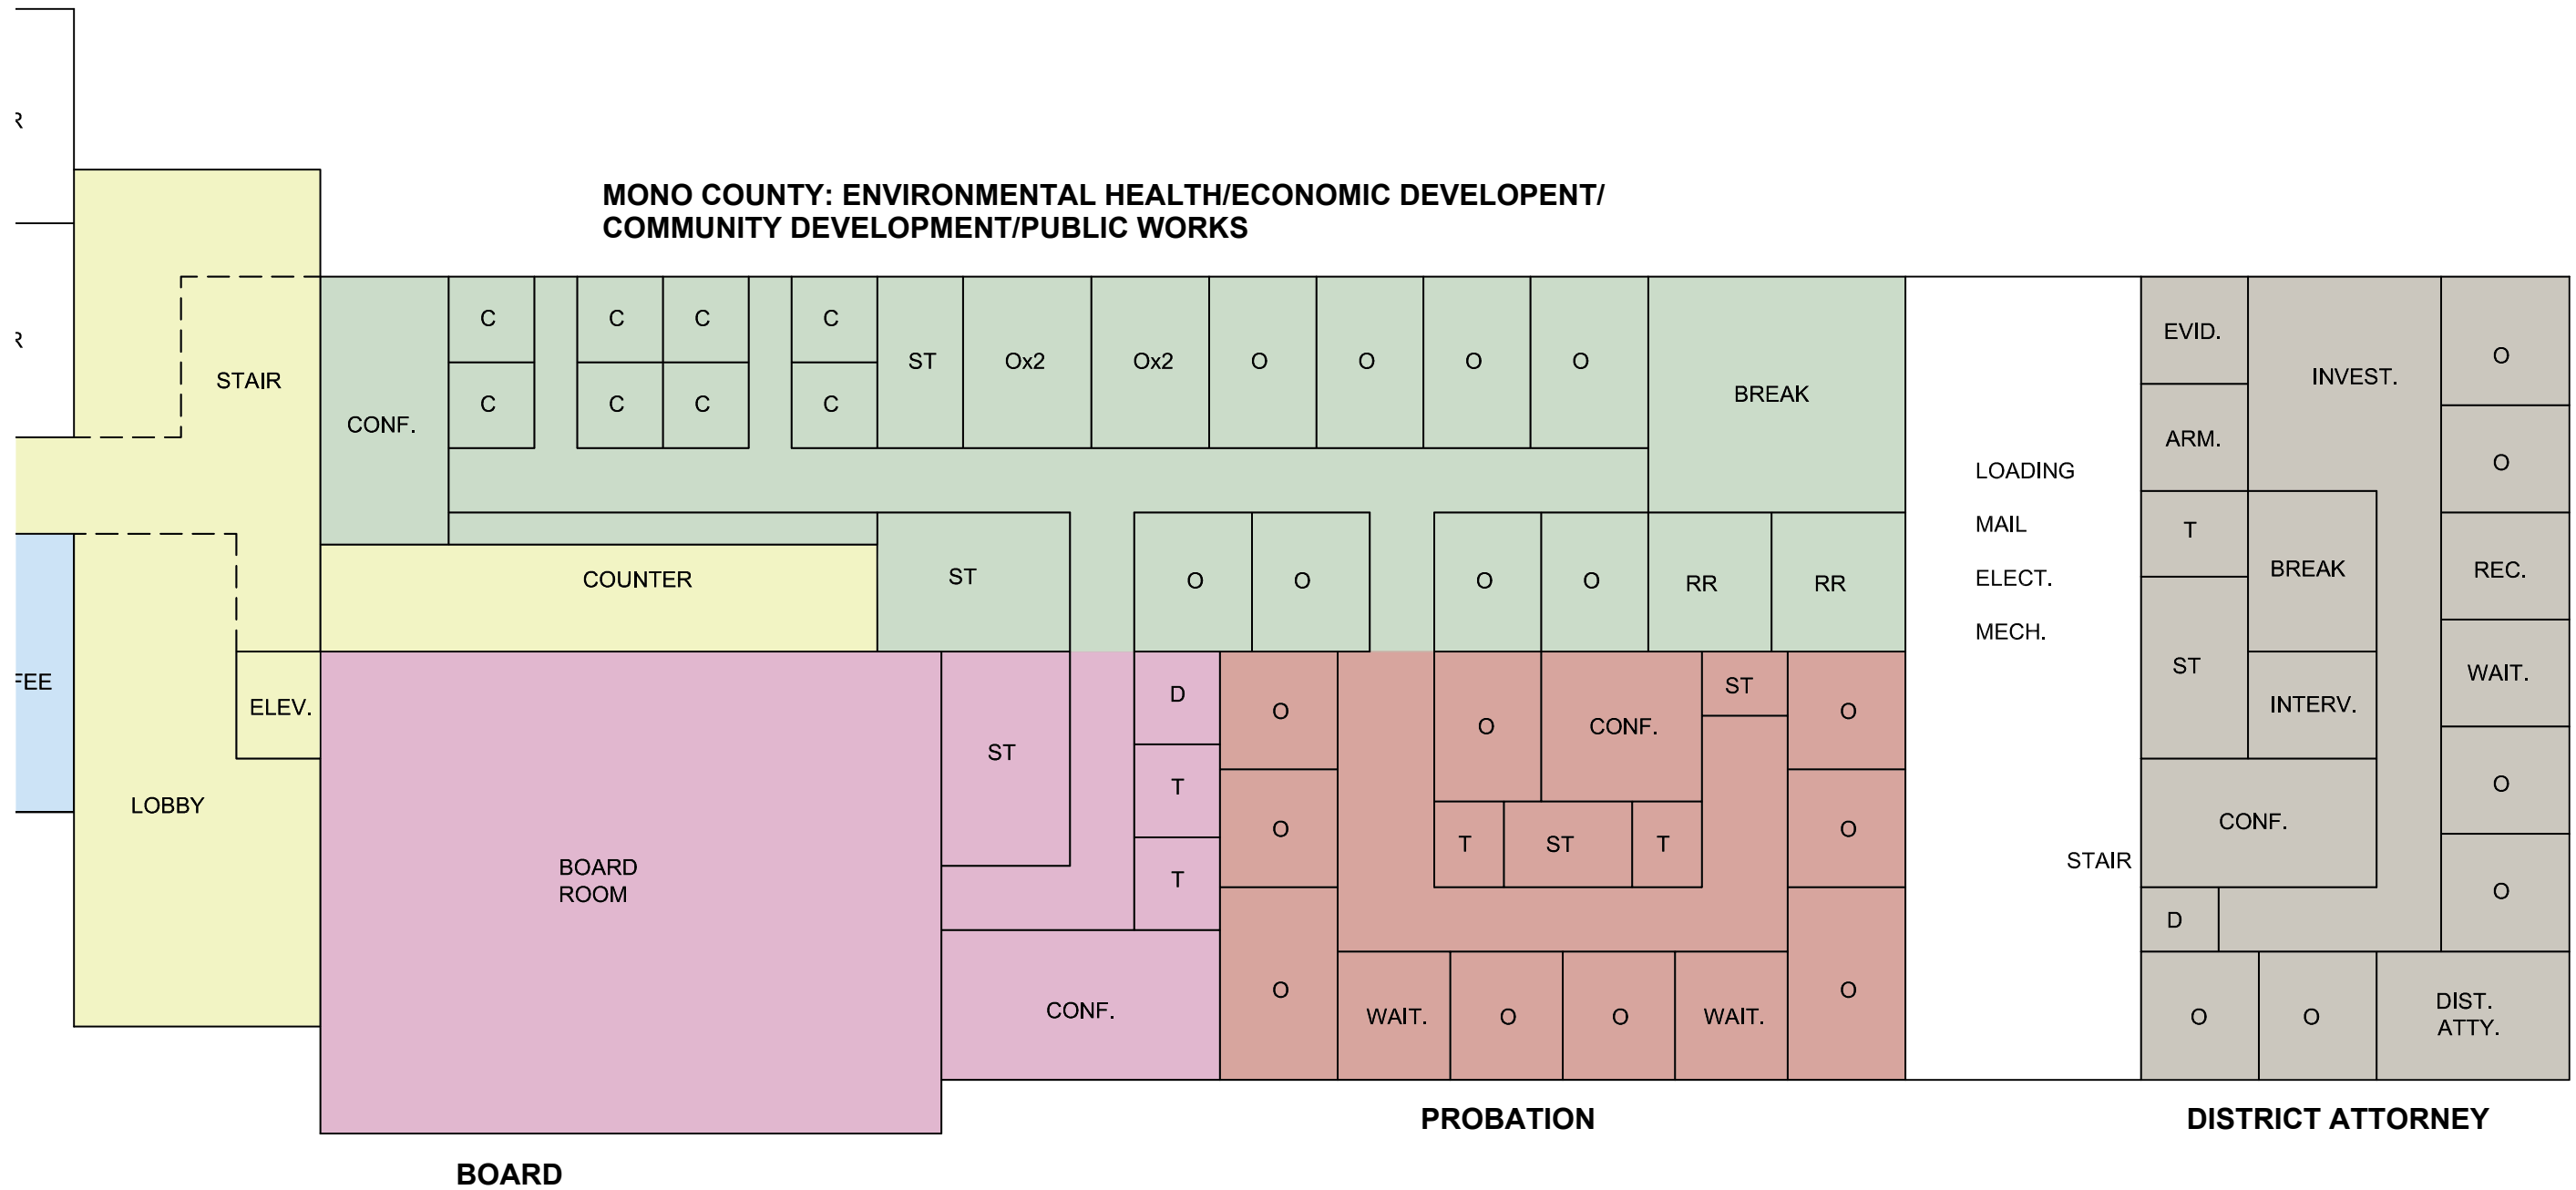 R
R
FEE
MONO COUNTY: ENVIRONMENTAL HEALTH/ECONOMIC DEVELOPENT/
COMMUNITY DEVELOPMENT/PUBLIC WORKS
STAIR
ELEV.
LOBBY
CONF.
C
C
C
C
C
C
C
C
ST
Ox2
Ox2
O
O
O
O
BREAK
COUNTER
ST
O
O
O
O
RR
RR
BOARD
ROOM
ST
D
T
T
CONF.
O
O
O
O
CONF.
ST
T
ST
T
O
O
O
WAIT.
O
O
WAIT.
LOADING
MAIL
ELECT.
MECH.
STAIR
EVID.
INVEST.
O
ARM.
O
T
BREAK
REC.
ST
INTERV.
WAIT.
CONF.
O
O
D
O
O
DIST.
ATTY.
BOARD
PROBATION
DISTRICT ATTORNEY